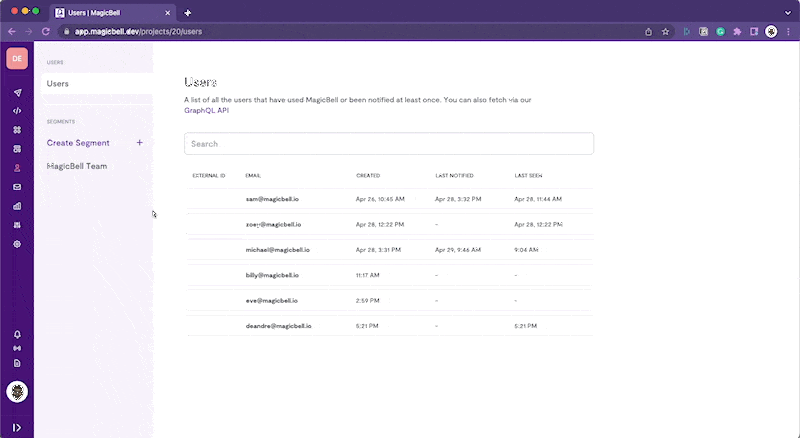 Users | MagicBell
app.magicbell.dev/projects/20/users
DE
USERS
Users
SEGMENTS
Create Segment +
MagicBell Team
Users
A list of all the users that have used MagicBell or been notified at least once. You can also fetch via our
GraphQL API
Search
EXTERNAL ID EMAIL CREATED LAST NOTIFIED LAST SEEN
sam@magicbell.io Apr 26, 10:45 AM Apr 28, 3:32 PM Apr 28, 11:44 AM
zoey@magicbell.io Apr 28, 12:22 PM - Apr 28, 12:22 PM
michael@magicbell.io Apr 28, 3:31 PM Apr 29, 9:46 AM 9:04 AM
billy@magicbell.io 11:17 AM - -
eve@magicbell.io 2:59 PM - -
deandre@magicbell.io 5:21 PM - 5:21 PM